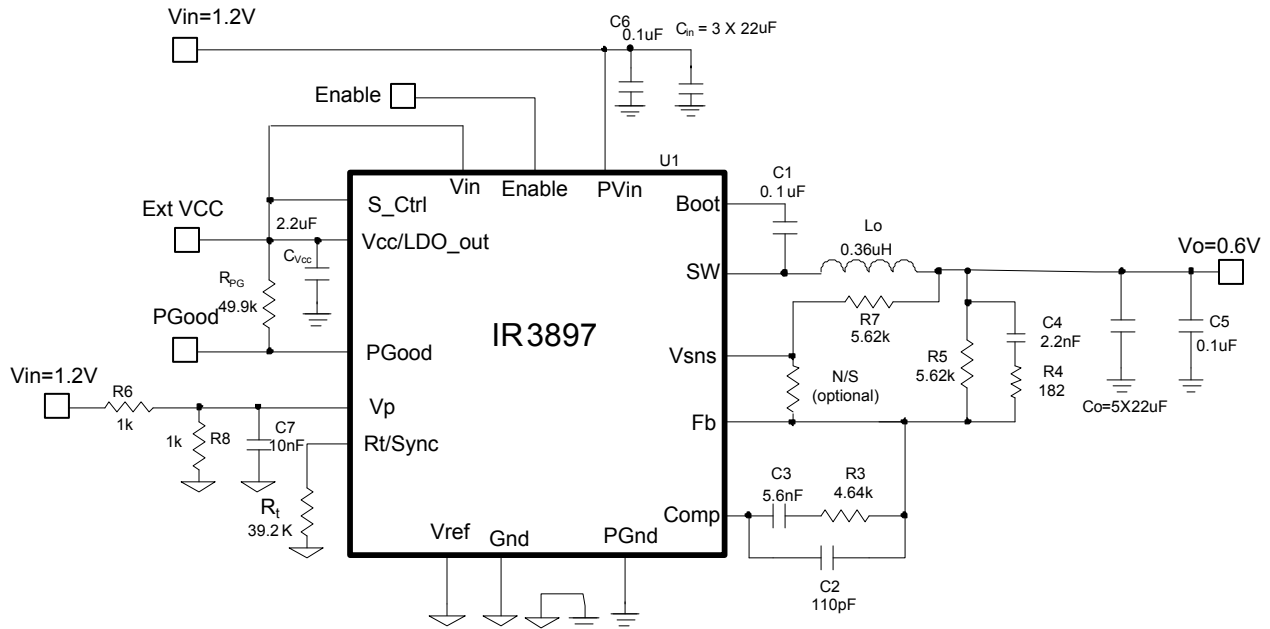 Vin=1.2V
C6
0.1uF
Cin = 3 X 22uF
Enable
U1
Vin
Enable
PVin
C1
0.1uF
S_Ctrl
Boot
Ext VCC
2.2uF
Vcc/LDO_out
CVcc
Lo
0.36uH
Vo=0.6V
SW
RPG
49.9k
PGood
IR3897
R7
5.62k
C4
2.2nF
C5
0.1uF
PGood
Vsns
R5
5.62k
R4
182
N/S
(optional)
Co=5X22uF
Vin=1.2V
R6
1k
Vp
1k
R8
C7
10nF
Fb
Rt/Sync
Rt
39.2K
C3
5.6nF
R3
4.64k
Comp
Vref
Gnd
PGnd
C2
110pF